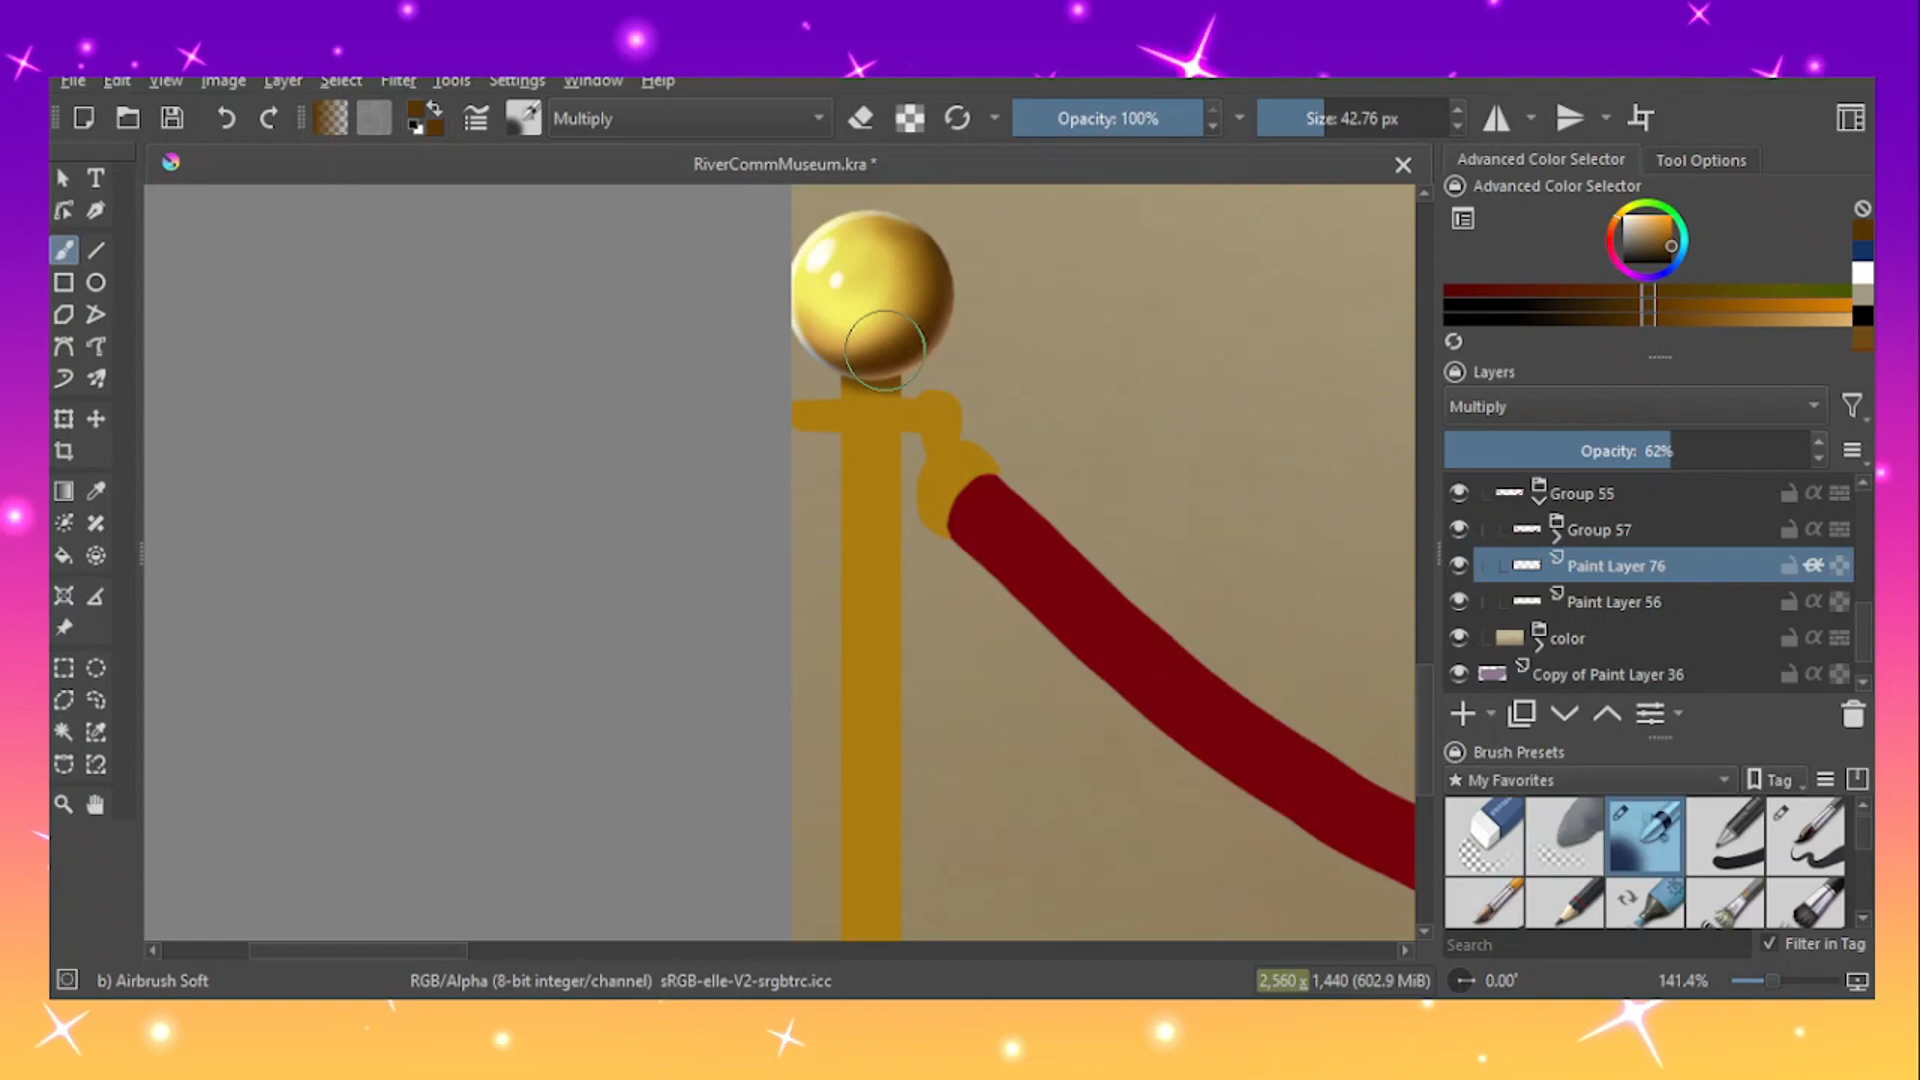 File Edit View Image Layer Select Filter Tools Settings Window Help
Multiply
Opacity: 100%
Size: 42.76 px
RiverCommMuseum.kra *
Advanced Color Selector
Tool Options
Advanced Color Selector
Layers
Multiply
Opacity: 62%
Group 55
Group 57
Paint Layer 76
Paint Layer 56
color
Copy of Paint Layer 36
Brush Presets
My Favorites
Tag
Search
Filter in Tag
b) Airbrush Soft
RGB/Alpha (8-bit integer/channel) sRGB-elle-V2-srgbtrc.icc
2,560 x 1,440 (602.9 MiB)
0.00°
141.4%